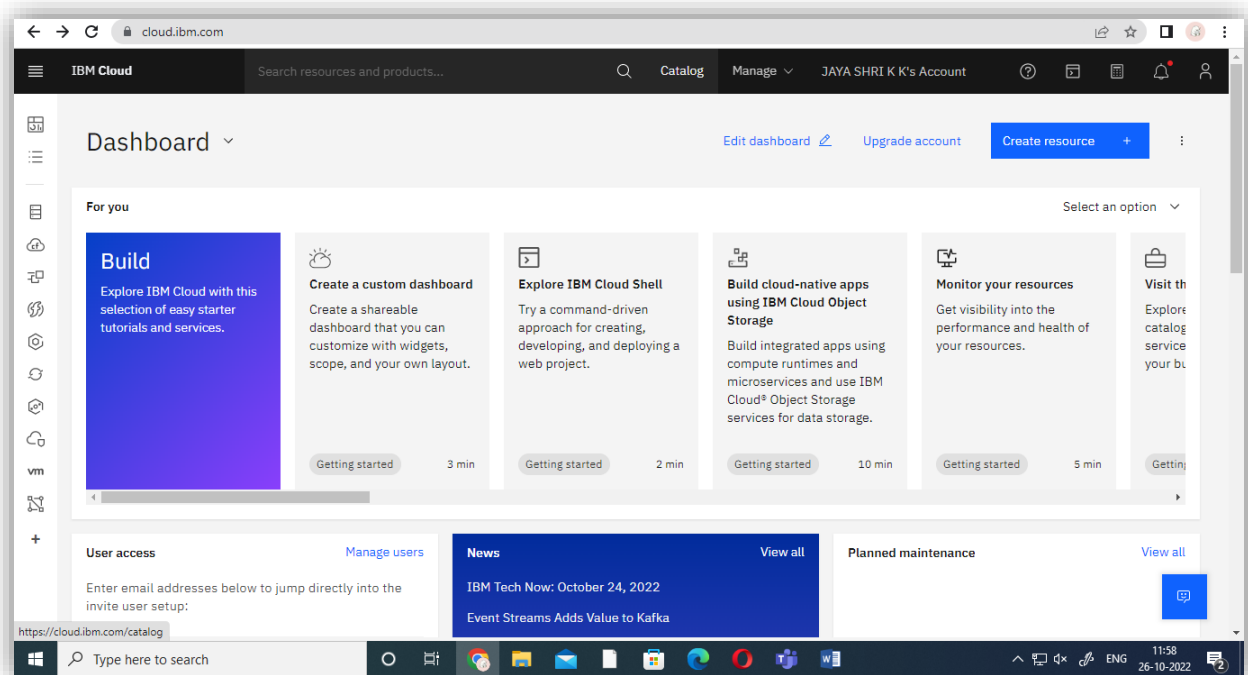 cloud.ibm.com
IBM Cloud
Search resources and products...
Catalog
Manage
JAYA SHRI K K's Account
Dashboard
Edit dashboard
Upgrade account
Create resource +
For you
Select an option
Build
Explore IBM Cloud with this
selection of easy starter
tutorials and services.
Create a custom dashboard
Create a shareable
dashboard that you can
customize with widgets,
scope, and your own layout.
Getting started
3 min
Explore IBM Cloud Shell
Try a command-driven
approach for creating,
developing, and deploying a
web project.
Getting started
2 min
Build cloud-native apps
using IBM Cloud Object
Storage
Build integrated apps using
compute runtimes and
microservices and use IBM
Cloud® Object Storage
services for data storage.
Getting started
10 min
Monitor your resources
Get visibility into the
performance and health of
your resources.
Getting started
5 min
Visit th
Explore
catalog
service
your bu
Getting
vm
User access
Manage users
Enter email addresses below to jump directly into the
invite user setup:
News
View all
IBM Tech Now: October 24, 2022
Event Streams Adds Value to Kafka
Planned maintenance
View all
https://cloud.ibm.com/catalog
Type here to search
ENG
11:58
26-10-2022
2